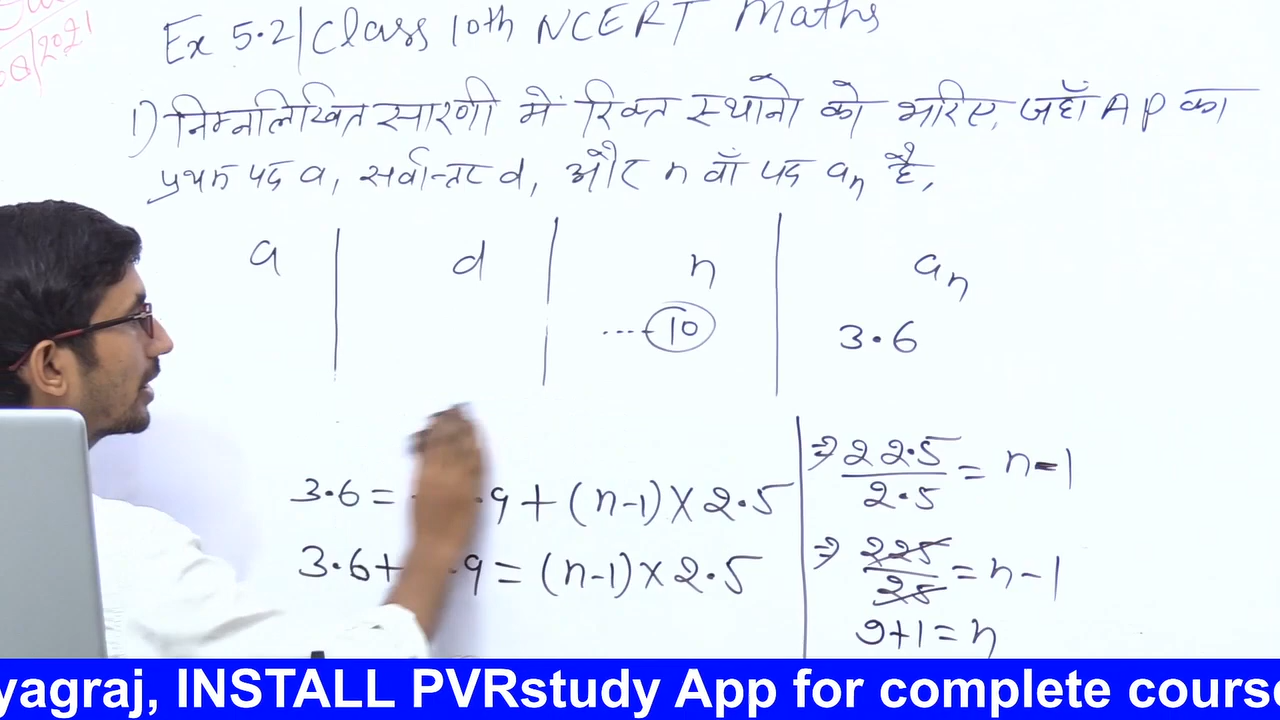 Ex 5.2 | Class 10th NCERT Maths
08/2021
1) निम्नलिखित सारणी में रिक्त स्थानो को भरिए, जहाँ AP का
प्रथम पद a, सर्वान्तर d, और n वाँ पद an है,
a d n an
....10 3.6
3.6 = .9 + (n-1) × 2.5
3.6+ .9 = (n-1) × 2.5
⇒ 22.5/2.5 = n-1
⇒ 225/25 = n-1
9+1 = n
yagraj, INSTALL PVRstudy App for complete course